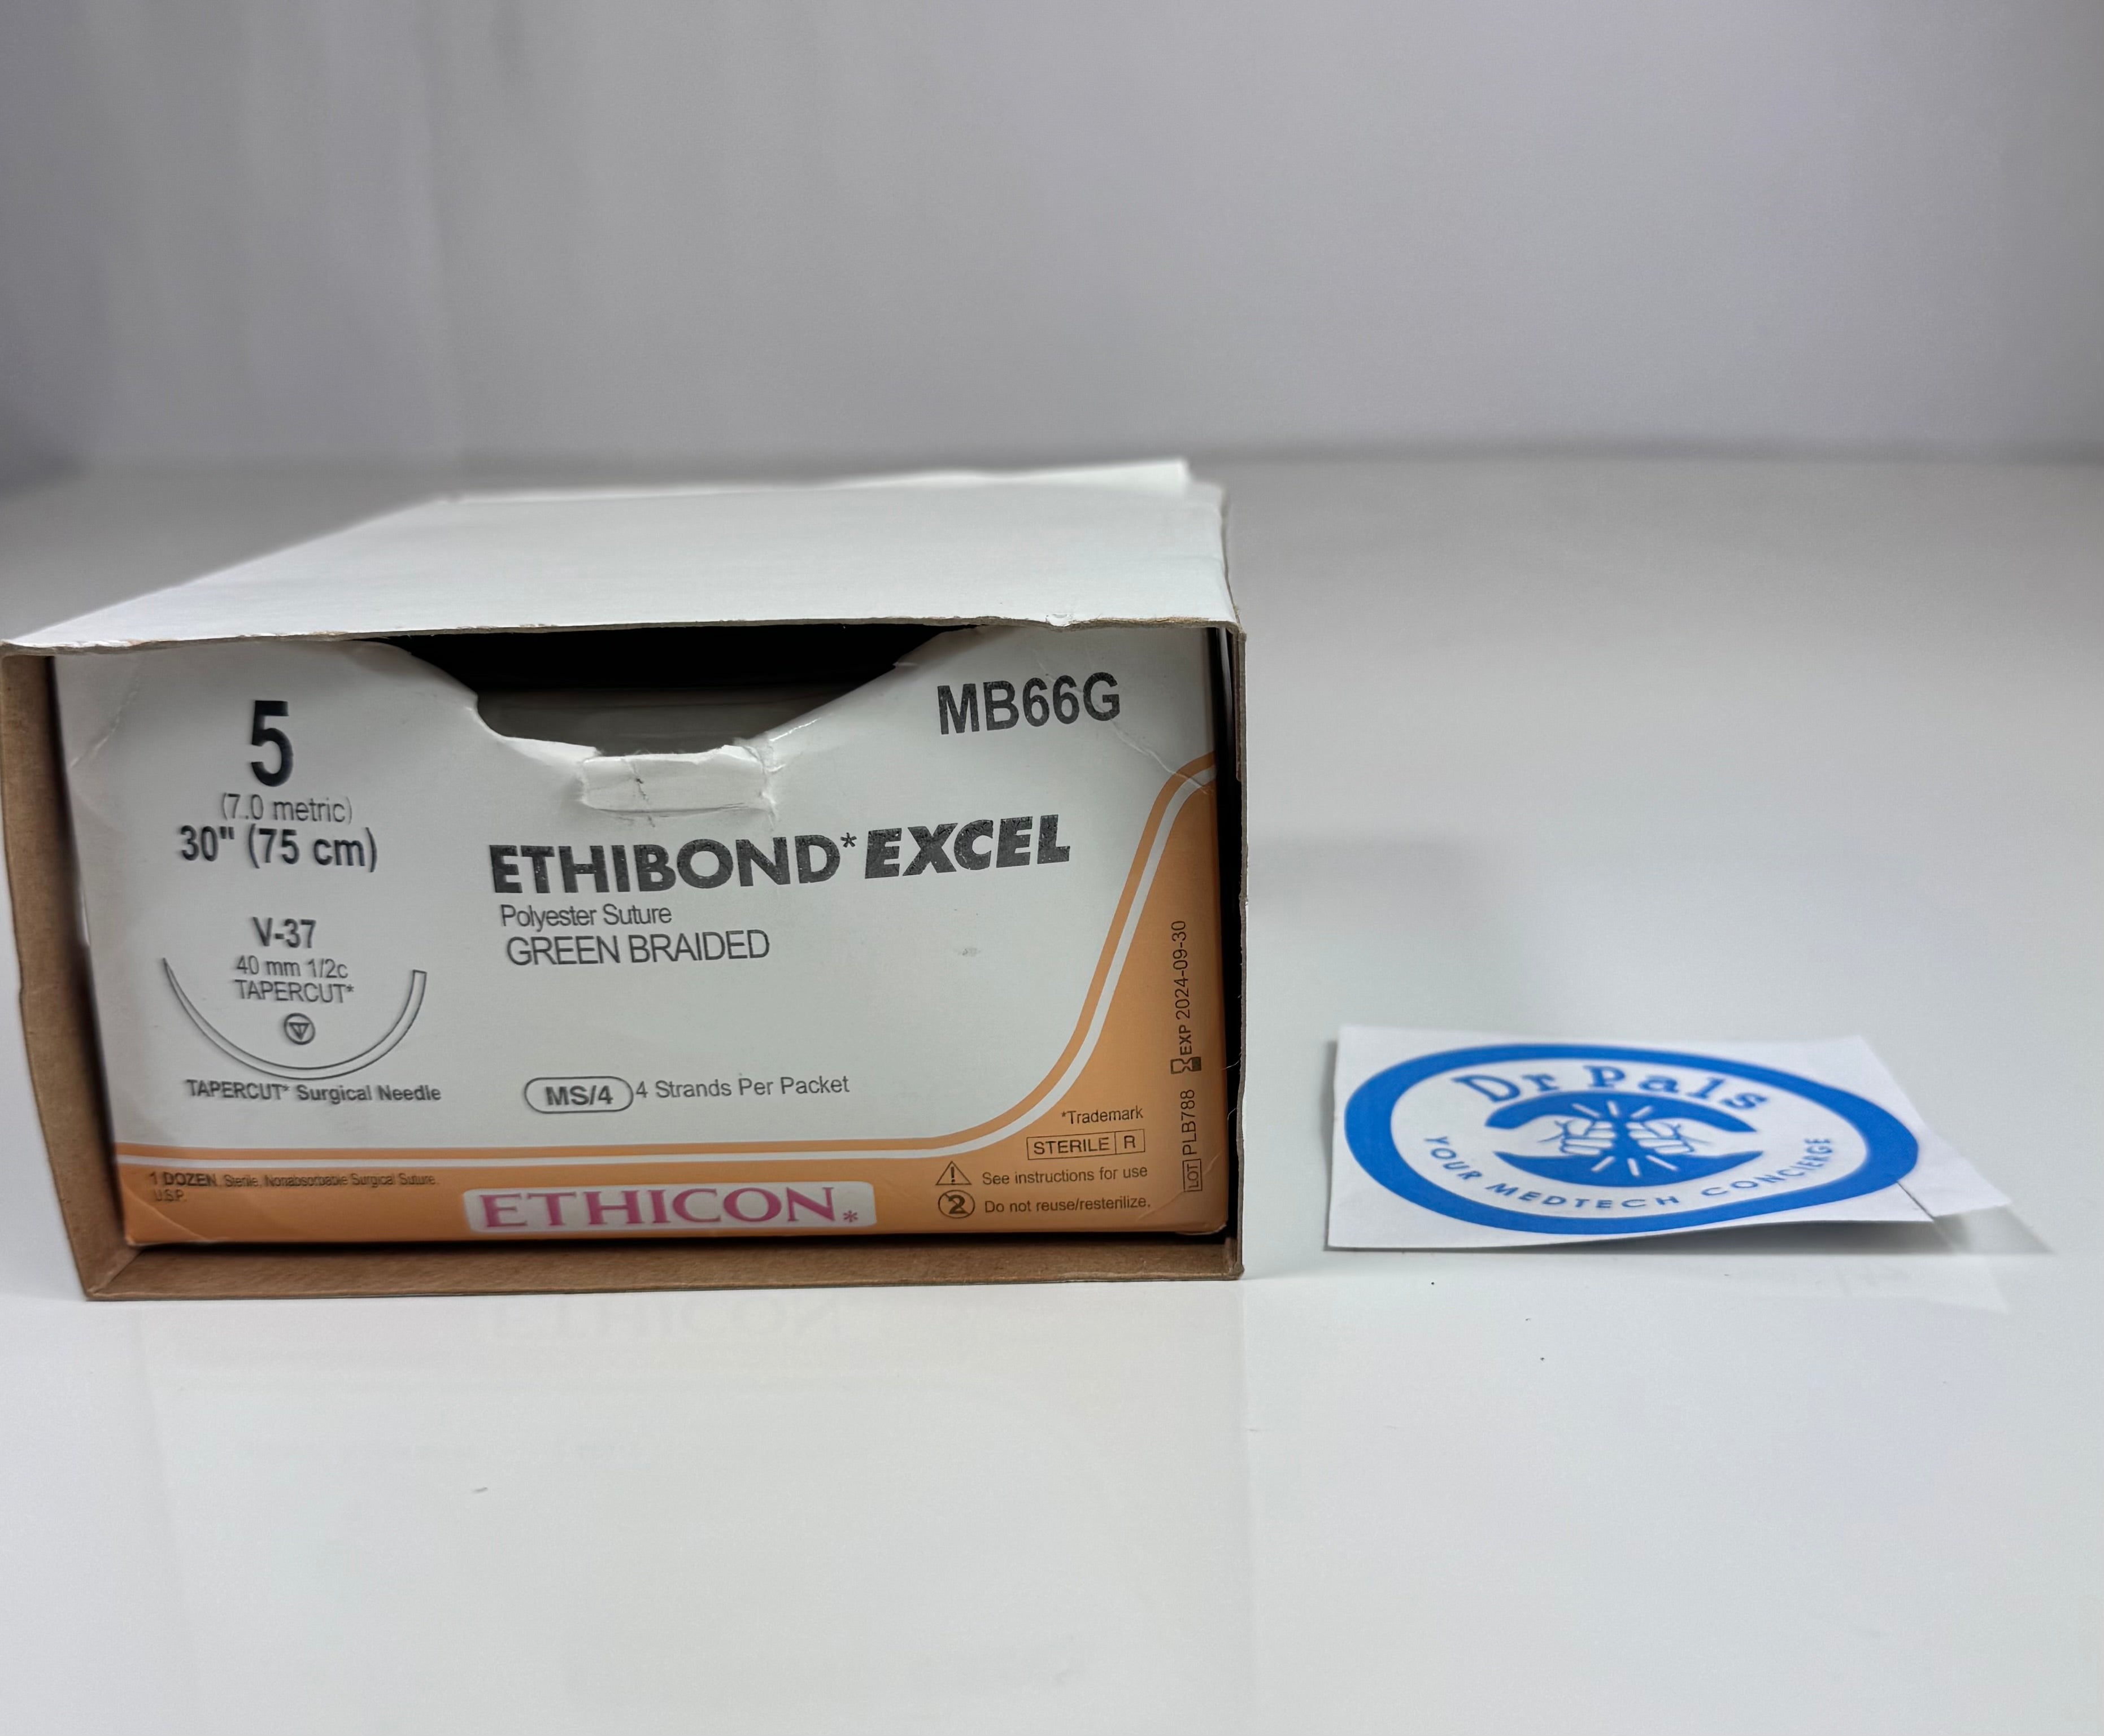 5
(7.0 metric)
30" (75 cm)
V-37
40 mm 1/2c
TAPERCUT*
TAPERCUT* Surgical Needle
MB66G
ETHIBOND*EXCEL
Polyester Suture
GREEN BRAIDED
MS/4 4 Strands Per Packet
*Trademark
STERILE R
See instructions for use
2 Do not reuse/resterilize.
LOT PLB788 EXP 2024-09-30
1 DOZEN, Sterile, Nonabsorbable Surgical Suture,
U.S.P.
ETHICON*
Dr Pals
YOUR MEDTECH CONCIERGE